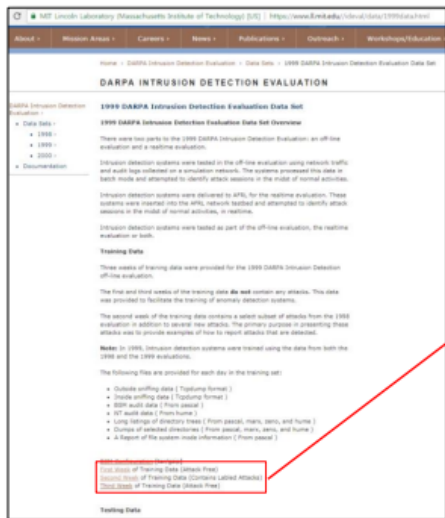 MIT Lincoln Laboratory (Massachusetts Institute of Technology) [US] | https://www.ll.mit.edu/ideval/data/1999data.html
About Mission Areas Careers News Publications Outreach Workshops/Education
Home > DARPA Intrusion Detection Evaluation > Data Sets > 1999 DARPA Intrusion Detection Evaluation Data Set
DARPA INTRUSION DETECTION EVALUATION
DARPA Intrusion Detection
Evaluation
Data Sets
1998
1999
2000
Documentation
1999 DARPA Intrusion Detection Evaluation Data Set
1999 DARPA Intrusion Detection Evaluation Data Set Overview
There were two parts to the 1999 DARPA Intrusion Detection Evaluation: an off-line
evaluation and a realtime evaluation.
Intrusion detection systems were tested in the off-line evaluation using network traffic
and audit logs collected on a simulation network. The systems processed this data in
batch mode and attempted to identify attack sessions in the midst of normal activities.
Intrusion detection systems were delivered to AFRL for the realtime evaluation. These
systems were inserted into the AFRL network testbed and attempted to identify attack
sessions in the midst of normal activities, in realtime.
Intrusion detection systems were tested as part of the off-line evaluation, the realtime
evaluation or both.
Training Data
Three weeks of training data were provided for the 1999 DARPA Intrusion Detection
off-line evaluation.
The first and third weeks of the training data do not contain any attacks. This data
was provided to facilitate the training of anomaly detection systems.
The second week of the training data contains a select subset of attacks from the 1998
evaluation in addition to several new attacks. The primary purpose in presenting these
attacks was to provide examples of how to report attacks that are detected.
Note: In 1999, intrusion detection systems were trained using the data from both the
1998 and the 1999 evaluations.
The following files are provided for each day in the training set:
Outside sniffing data ( Tcpdump format )
Inside sniffing data ( Tcpdump format )
BSM audit data ( From pascal )
NT audit data ( From hume )
Long listings of directory trees ( From pascal, marx, zeno, and hume )
Dumps of selected directories ( From pascal, marx, zeno, and hume )
A Report of file system inode information ( From pascal )
First Week of Training Data (Attack Free)
Second Week of Training Data (Contains Labled Attacks)
Third Week of Training Data (Attack Free)
Testing Data